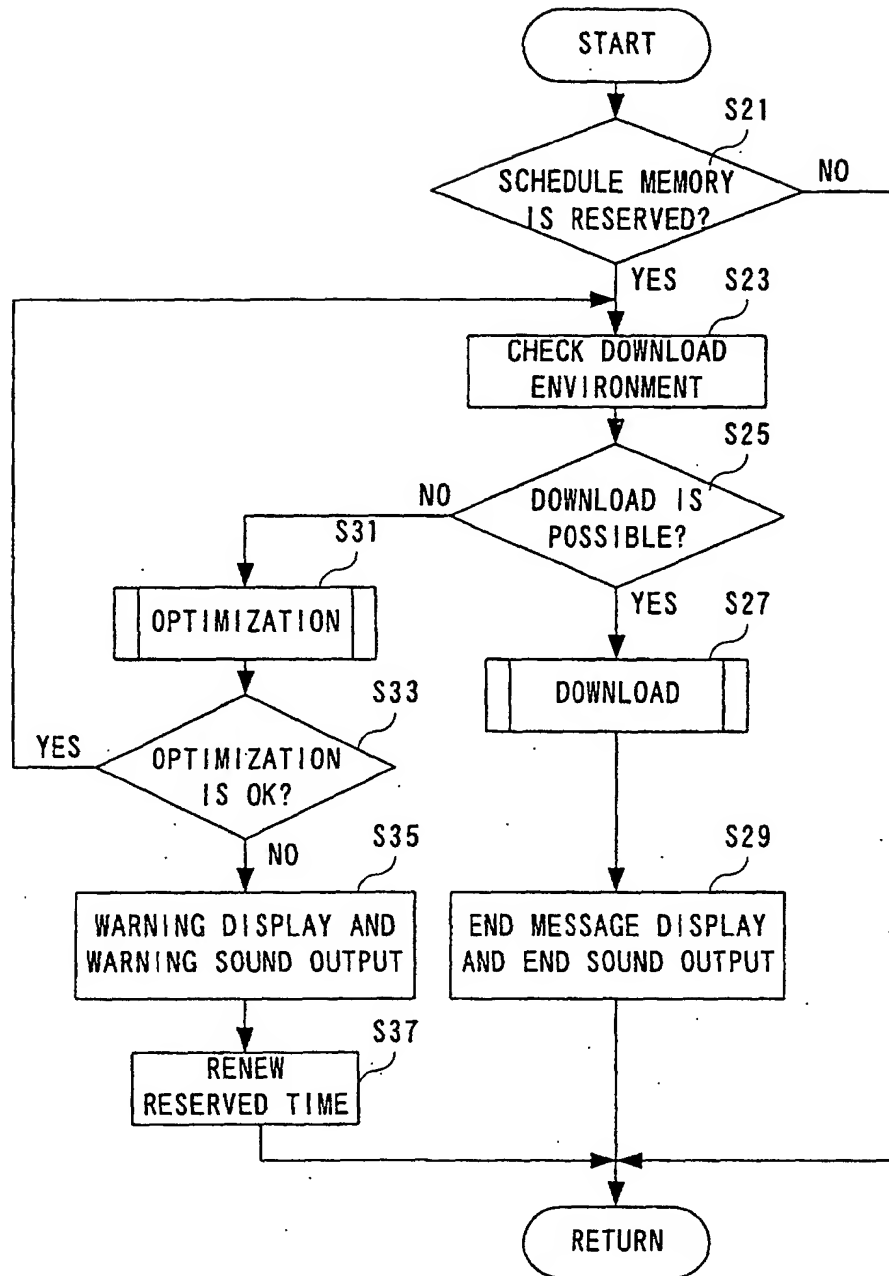 START
S21
SCHEDULE MEMORY
IS RESERVED?
NO
YES
S23
CHECK DOWNLOAD
ENVIRONMENT
S25
NO
DOWNLOAD IS
POSSIBLE?
S31
YES
S27
OPTIMIZATION
DOWNLOAD
S33
YES
OPTIMIZATION
IS OK?
NO
S35
S29
WARNING DISPLAY AND
WARNING SOUND OUTPUT
END MESSAGE DISPLAY
AND END SOUND OUTPUT
S37
RENEW
RESERVED TIME
RETURN